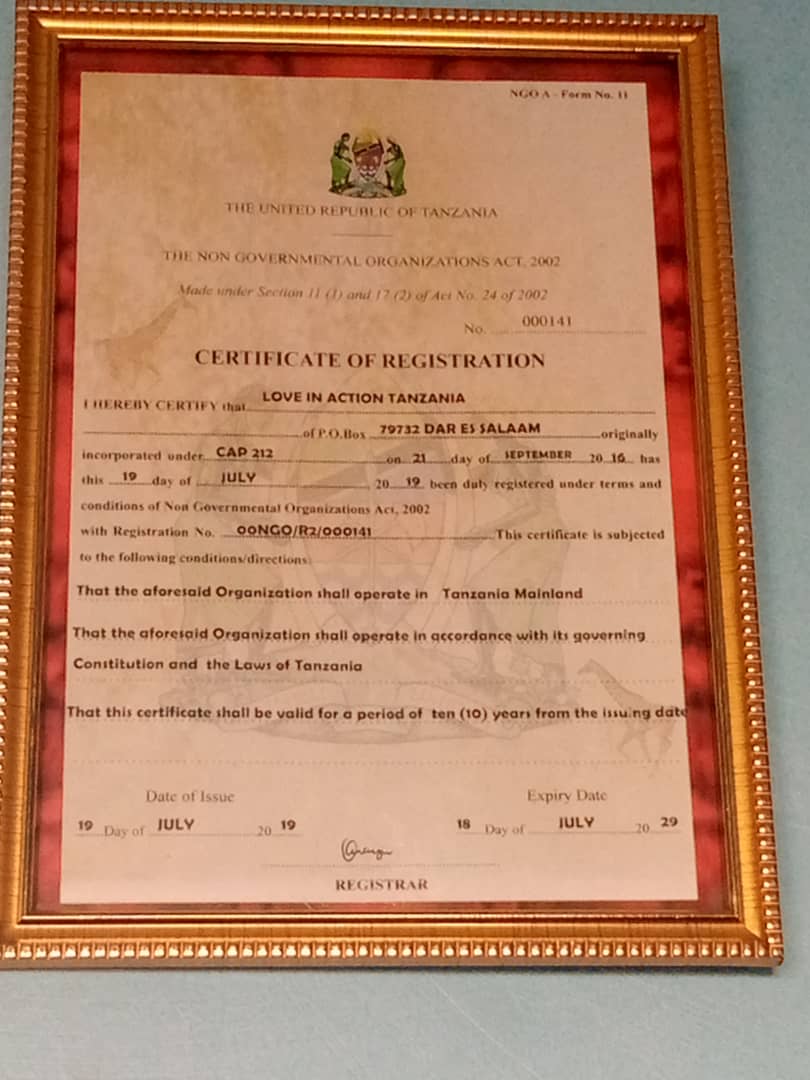 NGO A - Form No. 11
THE UNITED REPUBLIC OF TANZANIA
THE NON GOVERNMENTAL ORGANIZATIONS ACT, 2002
Made under Section 11 (1) and 17 (2) of Act No. 24 of 2002
No. 000141
CERTIFICATE OF REGISTRATION
I HEREBY CERTIFY that LOVE IN ACTION TANZANIA
of P.O.Box 79732 DAR ES SALAAM originally
incorporated under CAP 212 on 21 day of SEPTEMBER 20 16 has
this 19 day of JULY 20 19 been duly registered under terms and
conditions of Non Governmental Organizations Act, 2002
with Registration No. 00NGO/R2/000141 This certificate is subjected
to the following conditions/directions:
That the aforesaid Organization shall operate in Tanzania Mainland
That the aforesaid Organization shall operate in accordance with its governing
Constitution and the Laws of Tanzania
That this certificate shall be valid for a period of ten (10) years from the issuing date
Date of Issue Expiry Date
19 Day of JULY 20 19 18 Day of JULY 20 29
REGISTRAR